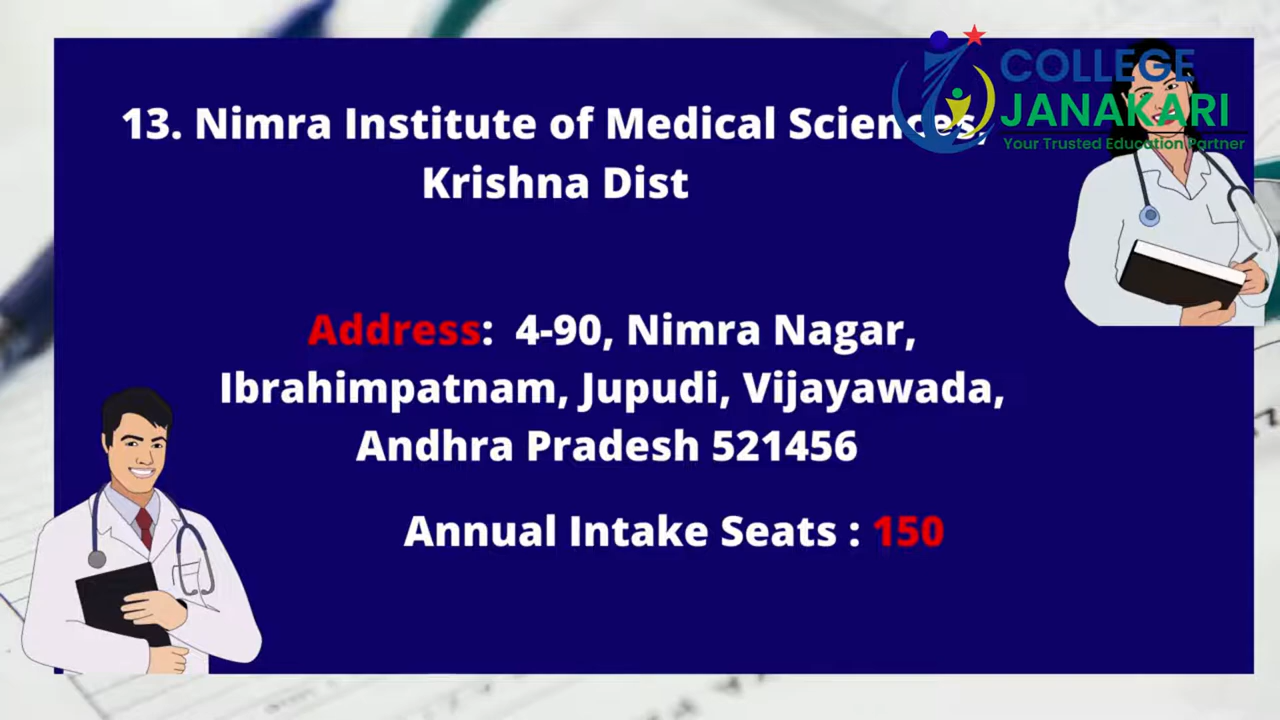 13. Nimra Institute of Medical Sciences,
Krishna Dist
COLLEGE
JANAKARI
Your Trusted Education Partner
Address:  4-90, Nimra Nagar,
Ibrahimpatnam, Jupudi, Vijayawada,
Andhra Pradesh 521456
Annual Intake Seats : 150